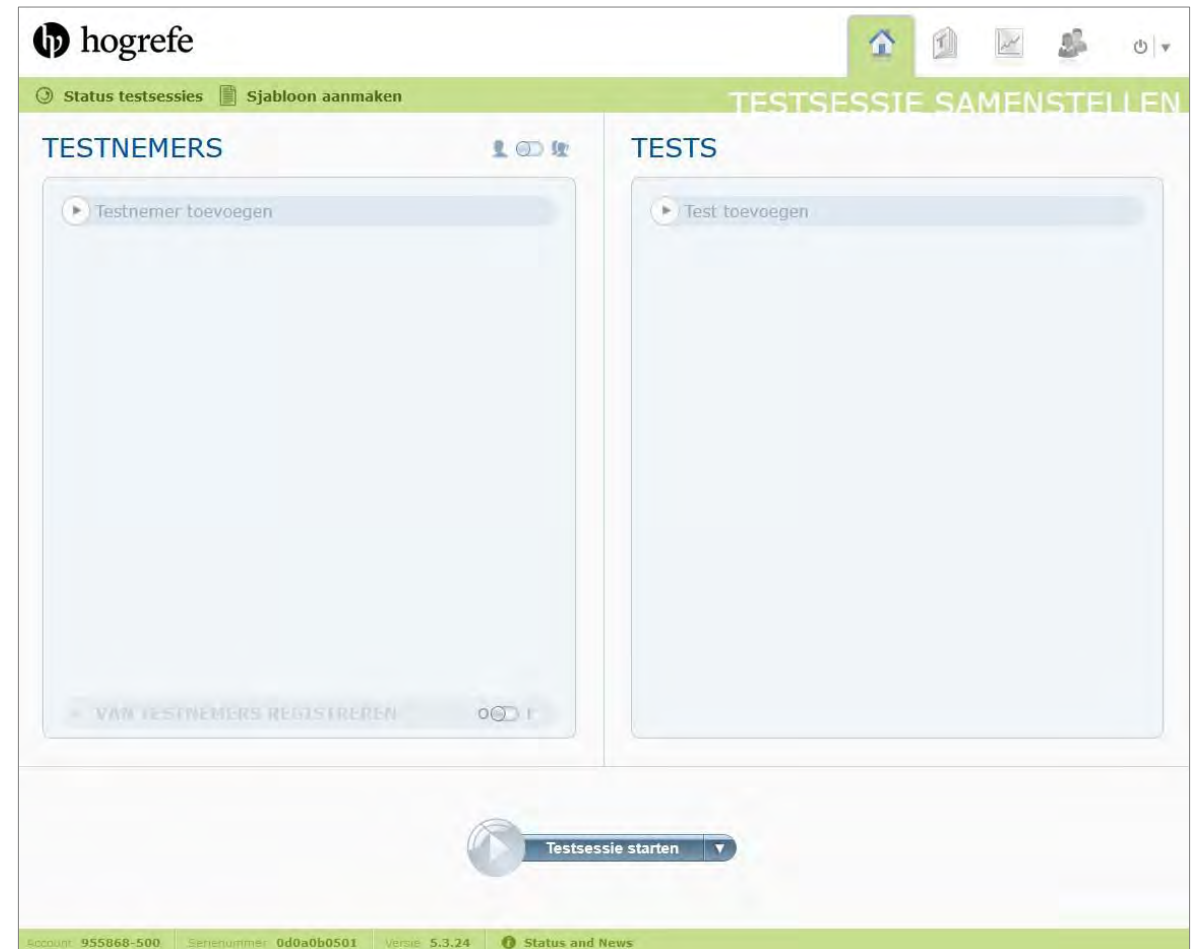 hogrefe
Status testsessies Sjabloon aanmaken
TESTSESSIE SAMENSTELLEN
TESTNEMERS
TESTS
Testnemer toevoegen
Test toevoegen
VAN TESTNEMERS REGISTREREN
O I
Testsessie starten
Account 955868-500 Serienummer 0d0a0b0501 Versie 5.3.24 Status and News